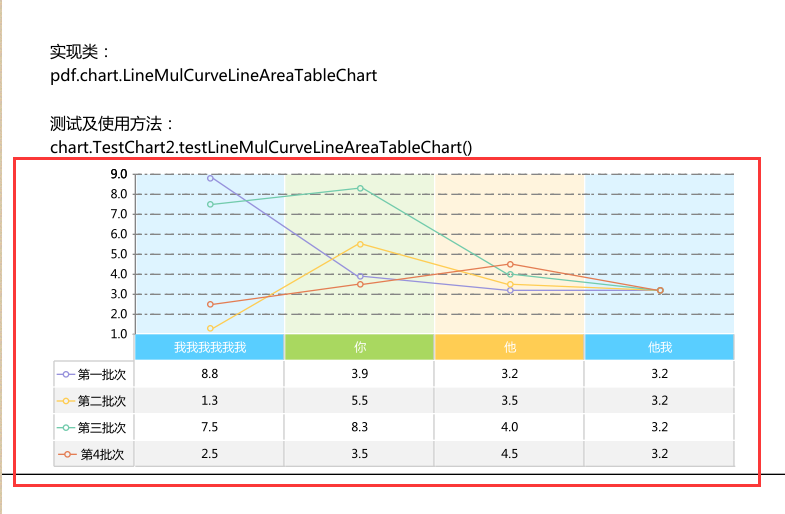 实现类：
pdf.chart.LineMulCurveLineAreaTableChart
测试及使用方法：
chart.TestChart2.testLineMulCurveLineAreaTableChart()
9.0
8.0
7.0
6.0
5.0
4.0
3.0
2.0
1.0
我我我我我我 你 他 他我
第一批次 8.8 3.9 3.2 3.2
第二批次 1.3 5.5 3.5 3.2
第三批次 7.5 8.3 4.0 3.2
第4批次 2.5 3.5 4.5 3.2